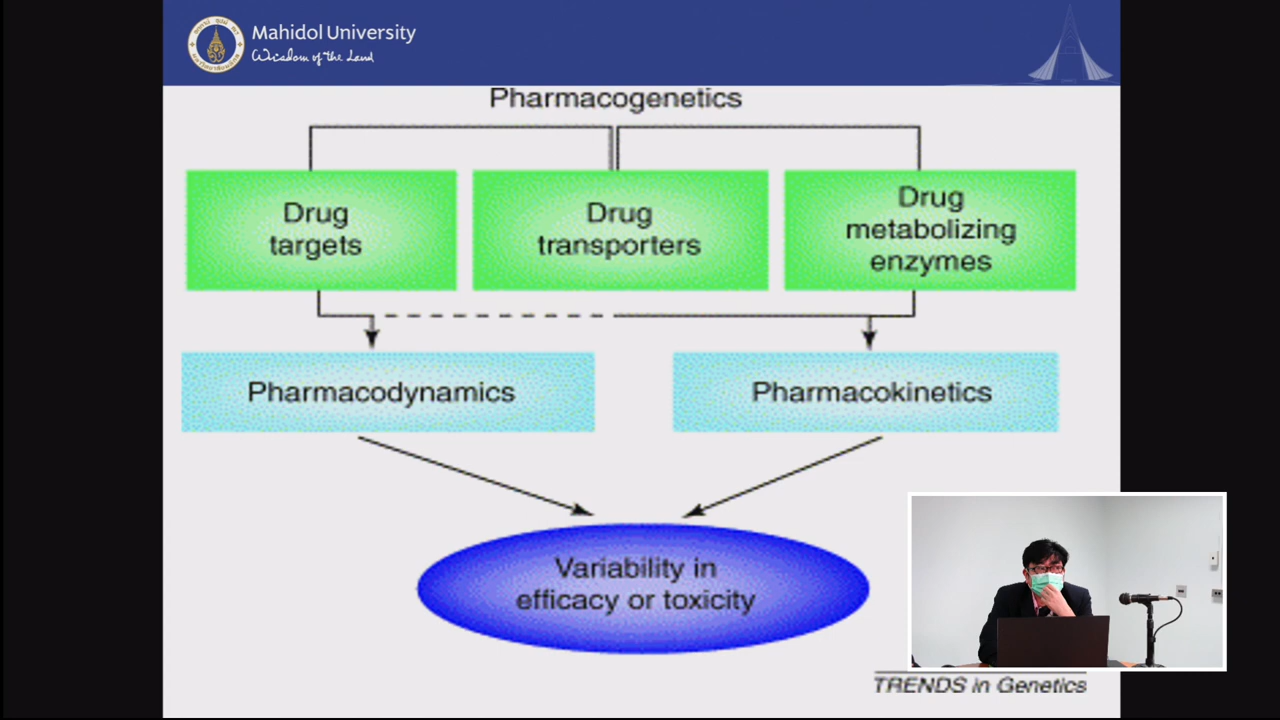 Mahidol University
Wisdom of the Land
Pharmacogenetics
Drug
targets
Drug
transporters
Drug
metabolizing
enzymes
Pharmacodynamics
Pharmacokinetics
Variability in
efficacy or toxicity
TRENDS in Genetics